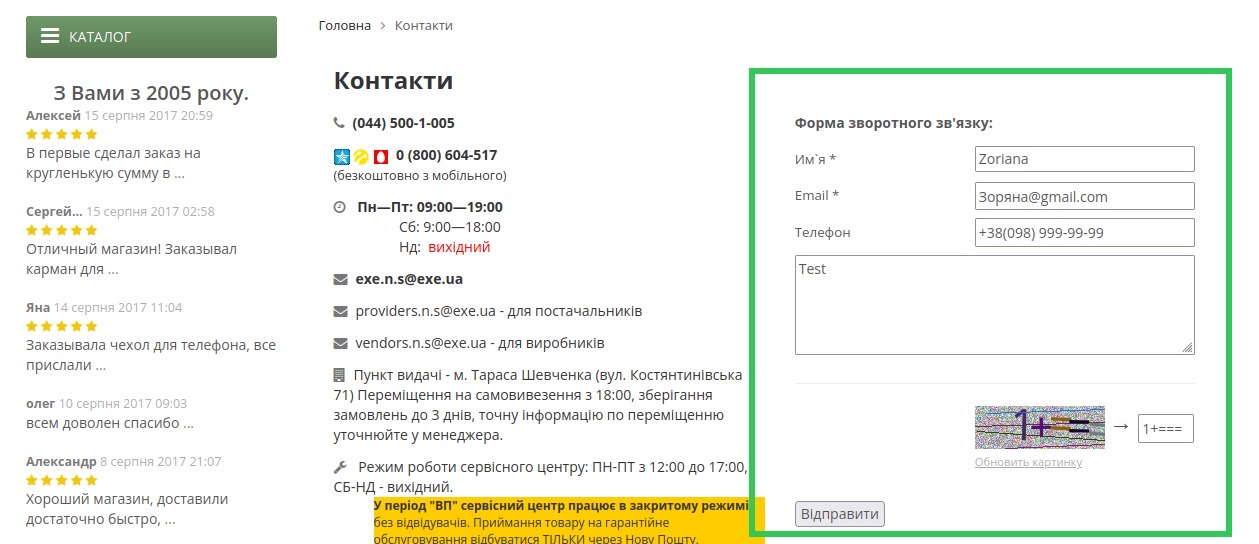 КАТАЛОГ
З Вами з 2005 року.
Алексей 15 серпня 2017 20:59
В первые сделал заказ на
кругленькую сумму в ...
Сергей... 15 серпня 2017 02:58
Отличный магазин! Заказывал
карман для ...
Яна 14 серпня 2017 11:04
Заказывала чехол для телефона, все
прислали ...
олег 10 серпня 2017 09:03
всем доволен спасибо ...
Александр 8 серпня 2017 21:07
Хороший магазин, доставили
достаточно быстро, ...
Головна > Контакти
Контакти
(044) 500-1-005
0 (800) 604-517
(безкоштовно з мобільного)
Пн—Пт: 09:00—19:00
Сб: 9:00—18:00
Нд: вихідний
exe.n.s@exe.ua
providers.n.s@exe.ua - для постачальників
vendors.n.s@exe.ua - для виробників
Пункт видачі - м. Тараса Шевченка (вул. Костянтинівська
71) Переміщення на самовивезення з 18:00, зберігання
замовлень до 3 днів, точну інформацію по переміщенню
уточнюйте у менеджера.
Режим роботи сервісного центру: ПН-ПТ з 12:00 до 17:00,
СБ-НД - вихідний.
У період "ВП" сервісний центр працює в закритому режимі
без відвідувачів. Приймання товару на гарантійне
обслуговування відбуватися ТІЛЬКИ через Нову Пошту.
Форма зворотного зв'язку:
Им`я * Zoriana
Email * Зоряна@gmail.com
Телефон +38(098) 999-99-99
Test
1+== → 1+===
Обновить картинку
Відправити